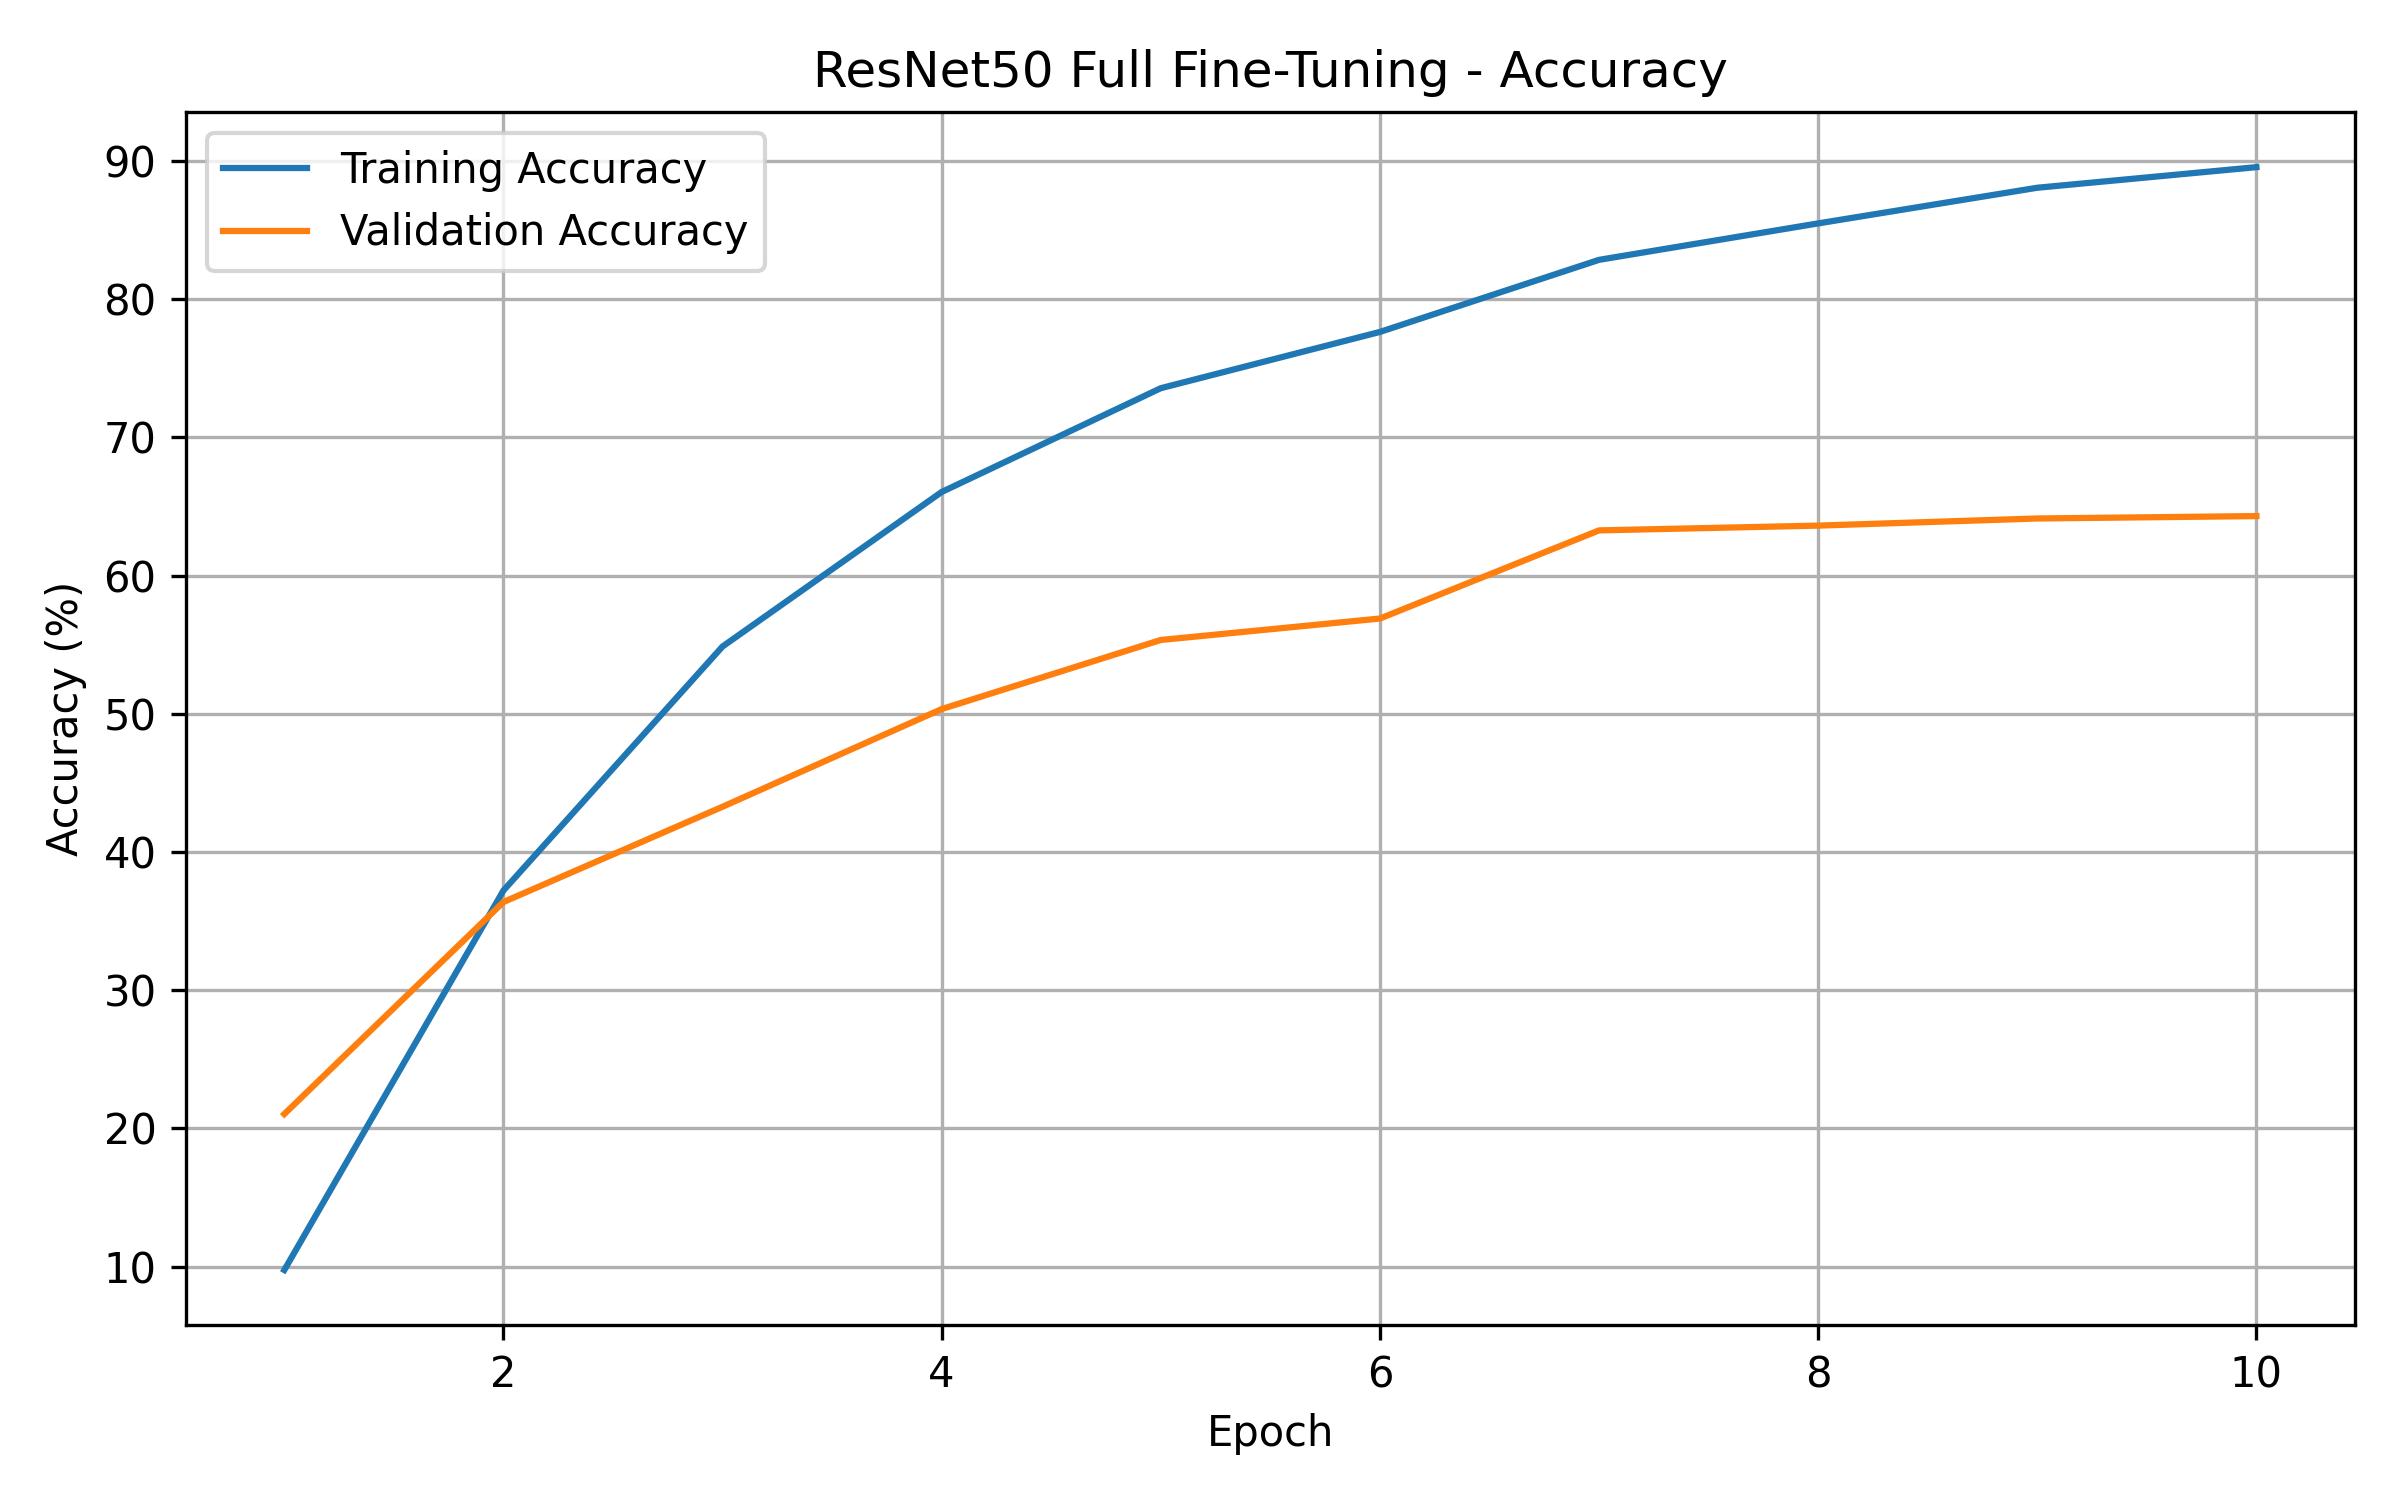 ResNet50 Full Fine-Tuning - Accuracy
Training Accuracy
Validation Accuracy
Accuracy (%)
90
80
70
60
50
40
30
20
10
2 4 6 8 10
Epoch